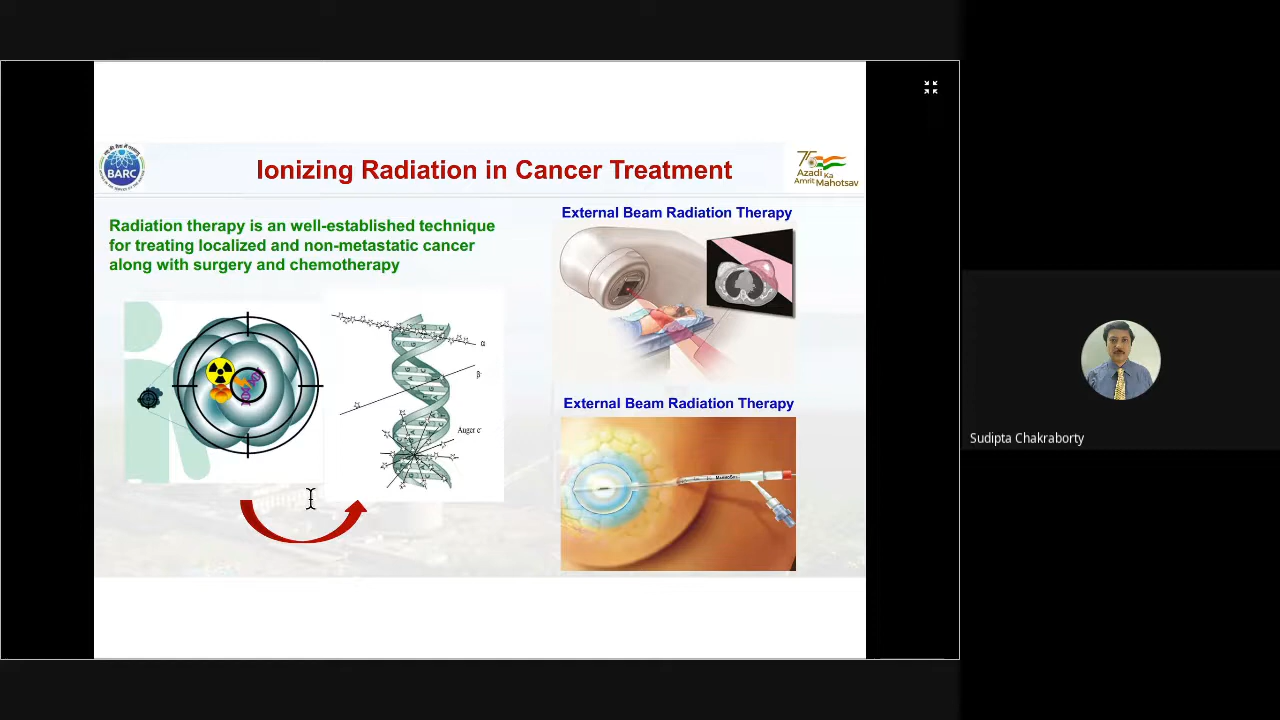 Ionizing Radiation in Cancer Treatment
BARC
75
Azadi
Ka
Amrit Mahotsav
Radiation therapy is an well-established technique
for treating localized and non-metastatic cancer
along with surgery and chemotherapy
External Beam Radiation Therapy
α
β-
Auger e-
External Beam Radiation Therapy
MammoSite
Sudipta Chakraborty